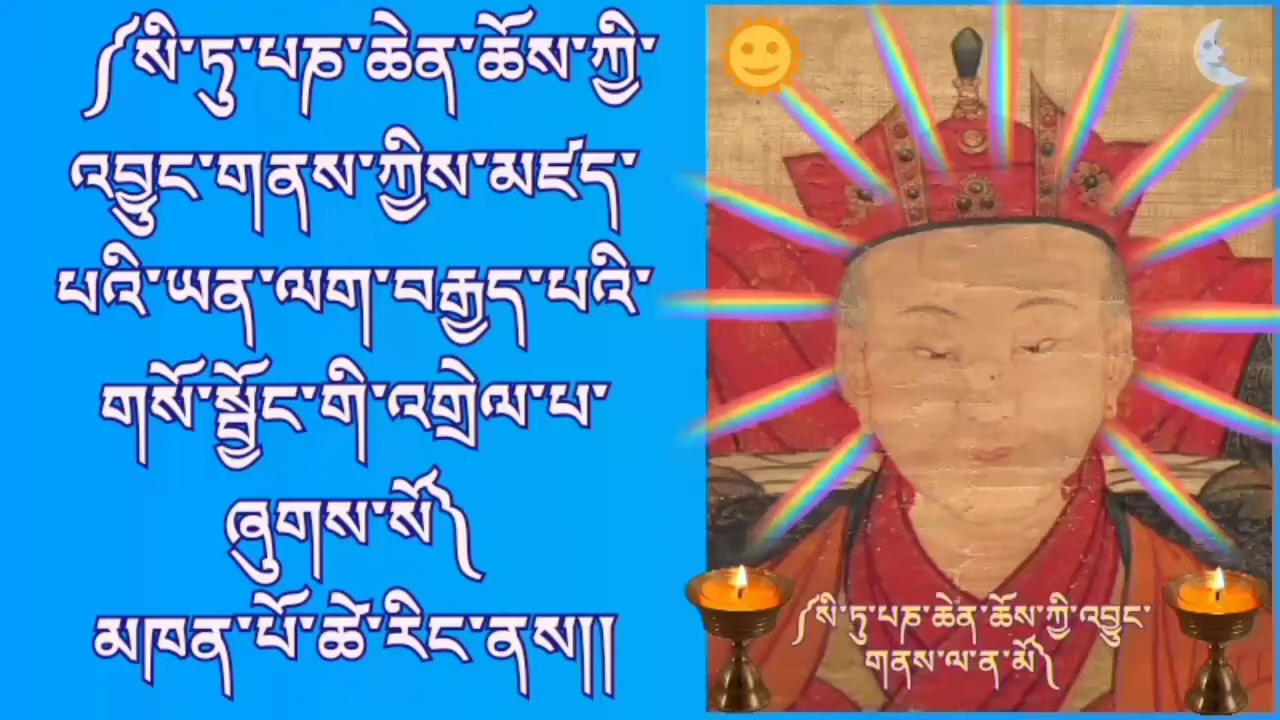 ༼སི་ཏུ་པཎ་ཆེན་ཆོས་ཀྱི་
འབྱུང་གནས་ཀྱིས་མཛད་
པའི་ཡན་ལག་བརྒྱད་པའི་
གསོ་སྦྱོང་གི་འགྲེལ་པ་
ཞུགས་སོ༽
མཁན་པོ་ཚེ་རིང་ནས།།
༼སི་ཏུ་པཎ་ཆེན་ཆོས་ཀྱི་འབྱུང་
གནས་ལ་ན་མོ༽